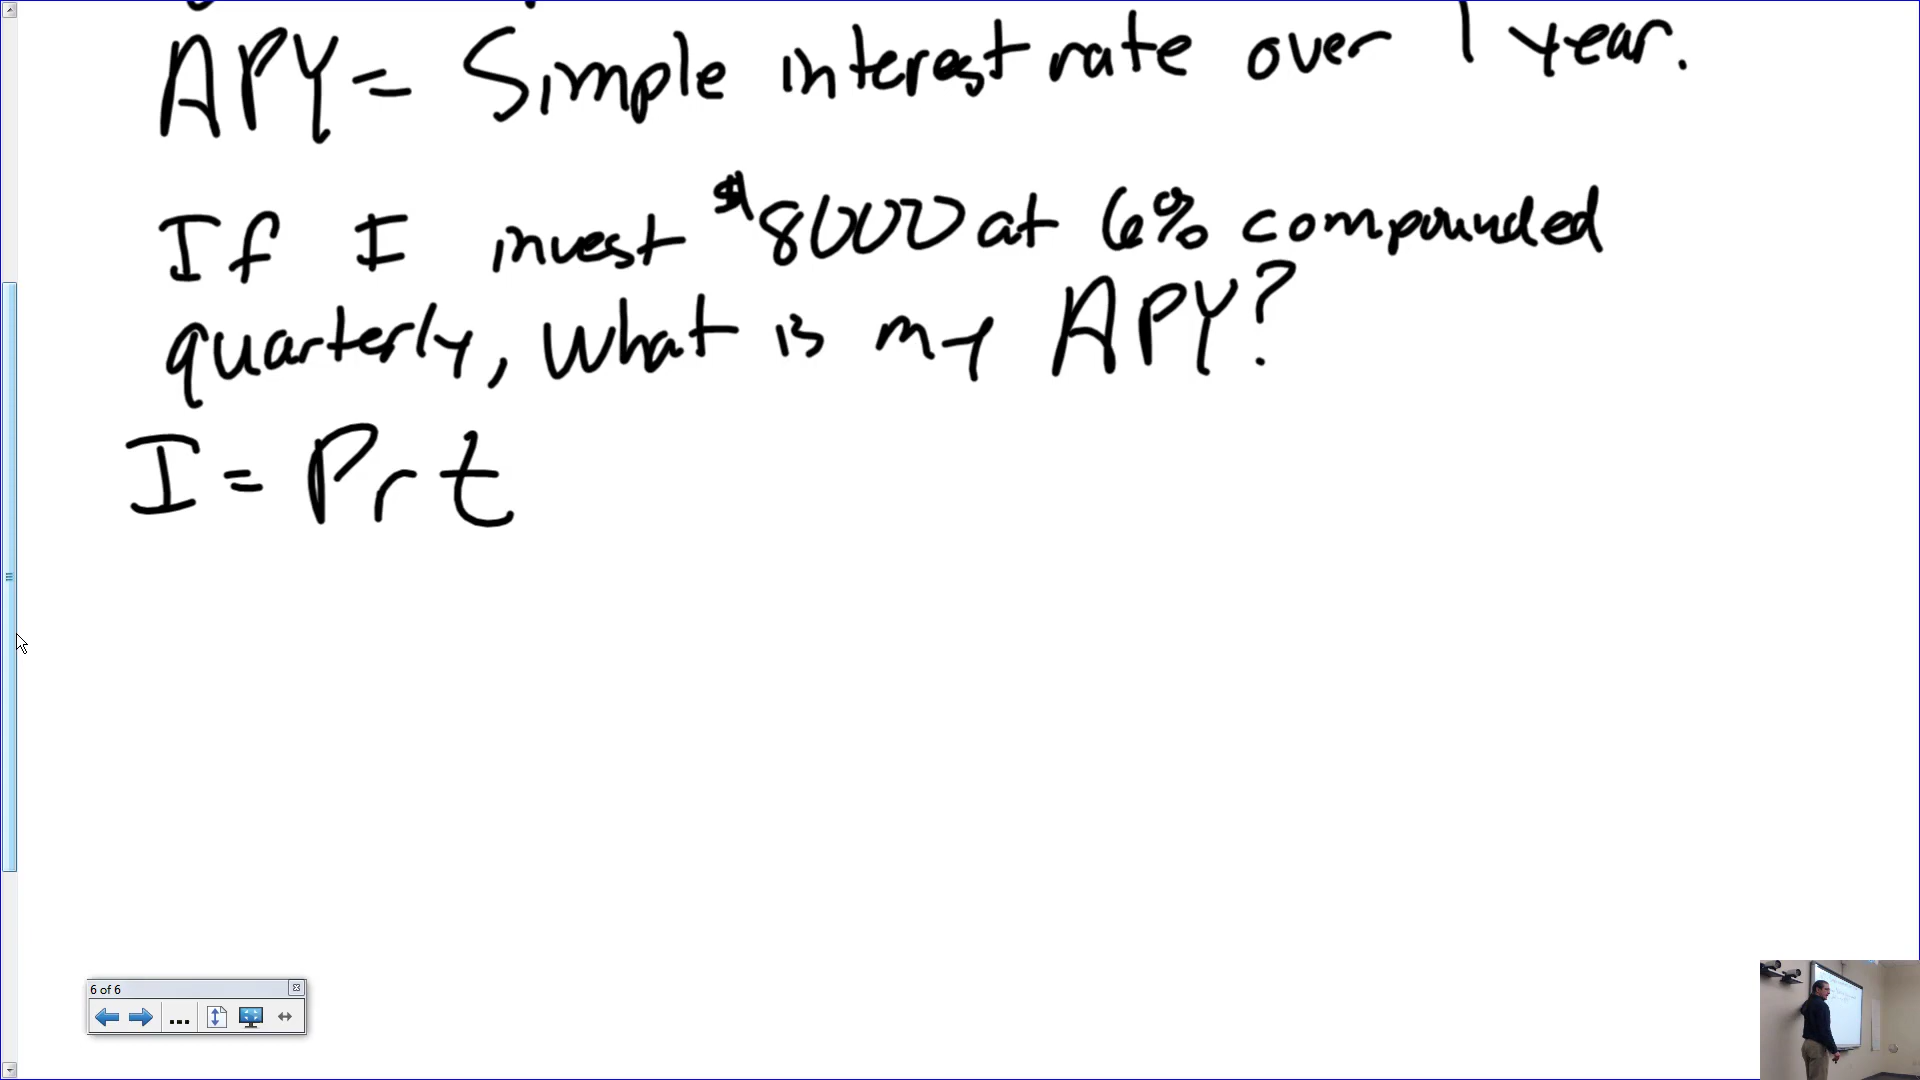 APY = Simple interest rate over 1 year.
If I invest $8000 at 6% compounded
quarterly, what is my APY?
I = Prt
6 of 6
...